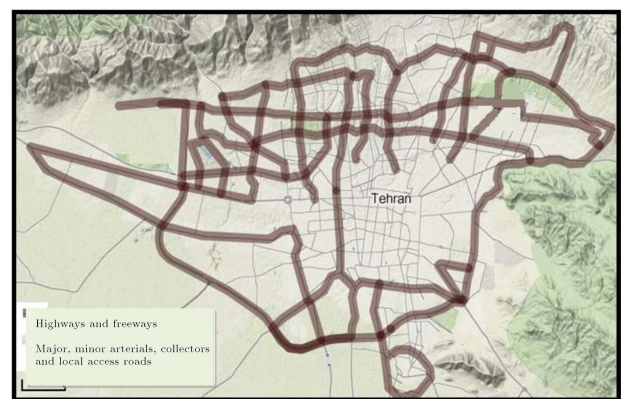 Tehran
Highways and freeways
Major, minor arterials, collectors
and local access roads